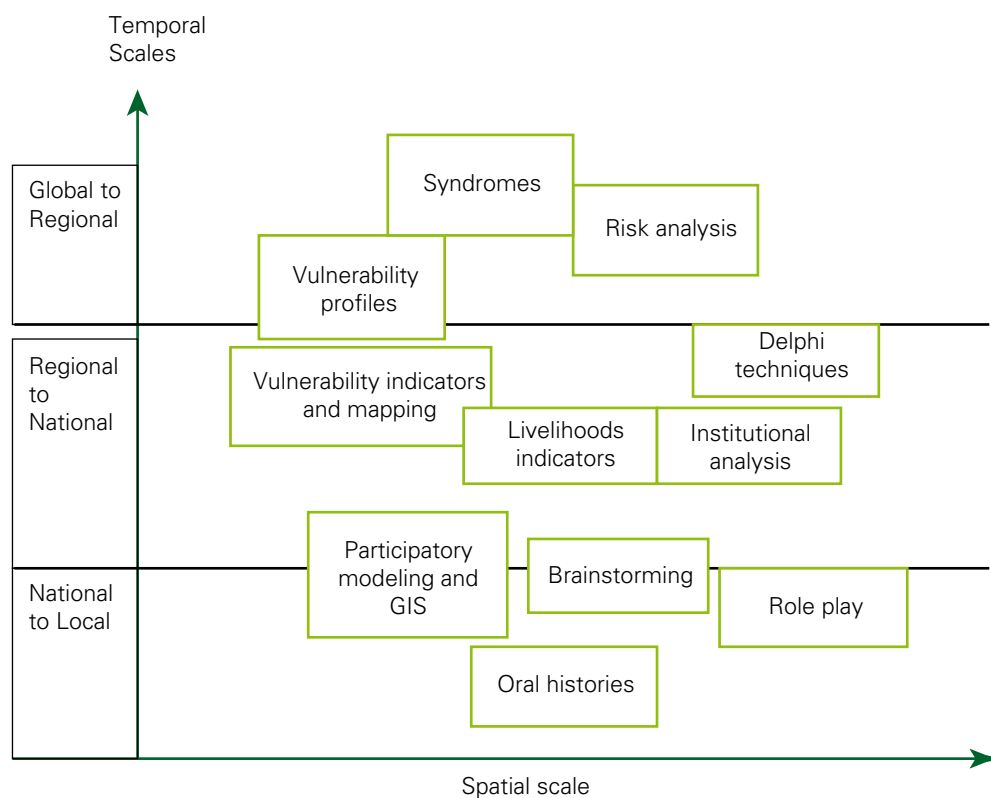 Temporal
Scales
Global to
Regional
Syndromes
Risk analysis
Vulnerability
profiles
Regional
to
National
Delphi
techniques
Vulnerability indicators
and mapping
Livelihoods
indicators
Institutional
analysis
National
to Local
Participatory
modeling and
GIS
Brainstorming
Role play
Oral histories
Spatial scale